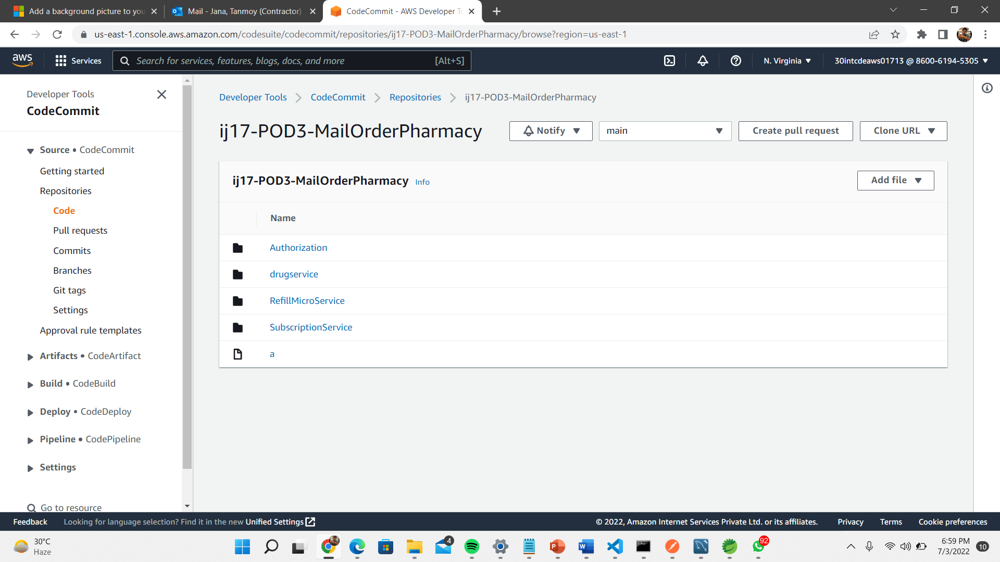 Add a background picture to you
Mail - Jana, Tanmoy (Contractor)
CodeCommit - AWS Developer To
us-east-1.console.aws.amazon.com/codesuite/codecommit/repositories/ij17-POD3-MailOrderPharmacy/browse?region=us-east-1
aws
Services
Search for services, features, blogs, docs, and more
[Alt+S]
N. Virginia
30intcdeaws01713 @ 8600-6194-5305
Developer Tools
CodeCommit
Source • CodeCommit
Getting started
Repositories
Code
Pull requests
Commits
Branches
Git tags
Settings
Approval rule templates
Artifacts • CodeArtifact
Build • CodeBuild
Deploy • CodeDeploy
Pipeline • CodePipeline
Settings
Go to resource
Developer Tools
CodeCommit
Repositories
ij17-POD3-MailOrderPharmacy
ij17-POD3-MailOrderPharmacy
Notify
main
Create pull request
Clone URL
ij17-POD3-MailOrderPharmacy Info
Add file
Name
Authorization
drugservice
RefillMicroService
SubscriptionService
a
Feedback
Looking for language selection? Find it in the new Unified Settings
© 2022, Amazon Internet Services Private Ltd. or its affiliates.
Privacy
Terms
Cookie preferences
30°C
Haze
4
92
6:59 PM
7/3/2022
10